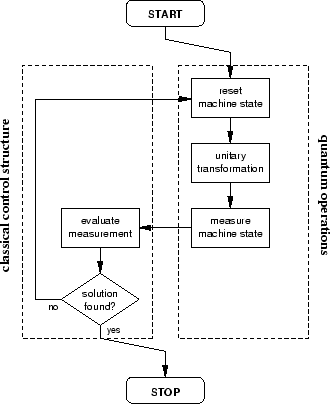 START
classical control structure
quantum operations
reset
machine state
unitary
transformation
evaluate
measurement
measure
machine state
solution
found?
no
yes
STOP